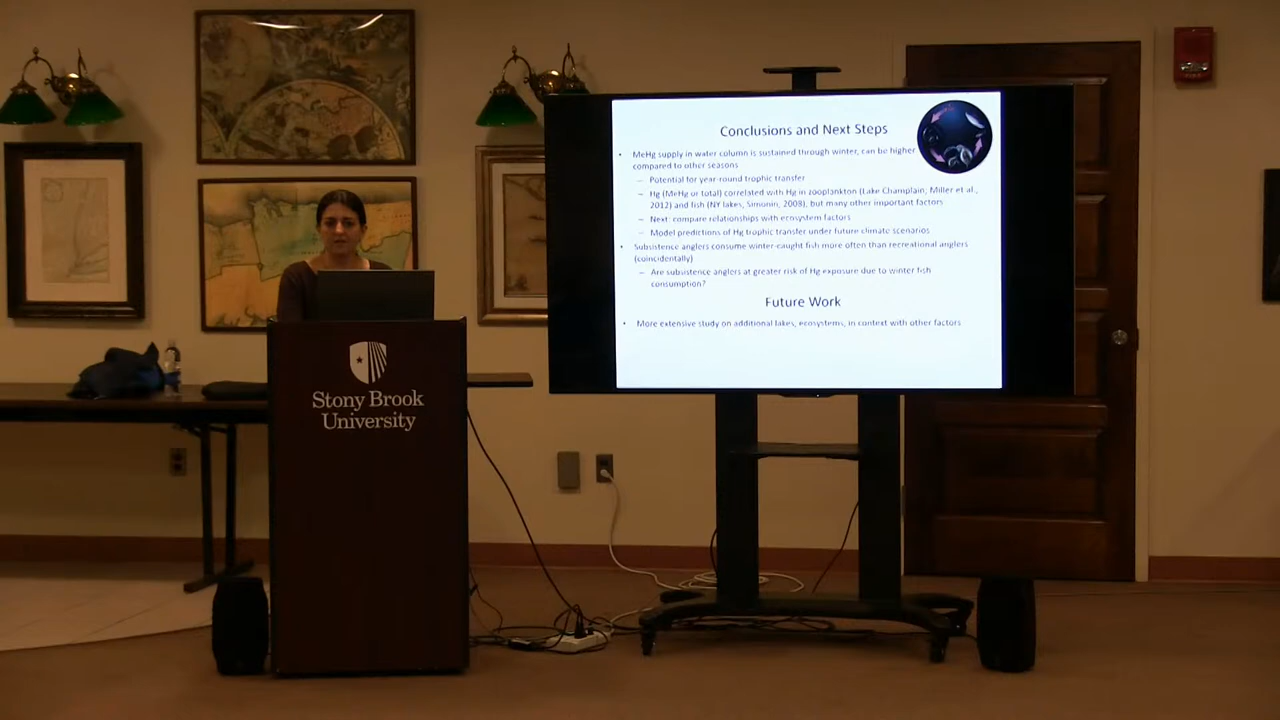 Conclusions and Next Steps
• MeHg supply in water column is sustained through winter, can be higher
compared to other seasons
– Potential for year-round trophic transfer
– Hg (MeHg or total) correlated with Hg in zooplankton (Lake Champlain; Miller et al.,
2012) and fish (NY lakes, Simonin, 2008), but many other important factors
– Next: compare relationships with ecosystem factors
– Model predictions of Hg trophic transfer under future climate scenarios
• Subsistence anglers consume winter-caught fish more often than recreational anglers
(coincidentally)
– Are subsistence anglers at greater risk of Hg exposure due to winter fish
consumption?
Future Work
• More extensive study on additional lakes, ecosystems, in context with other factors
Stony Brook
University